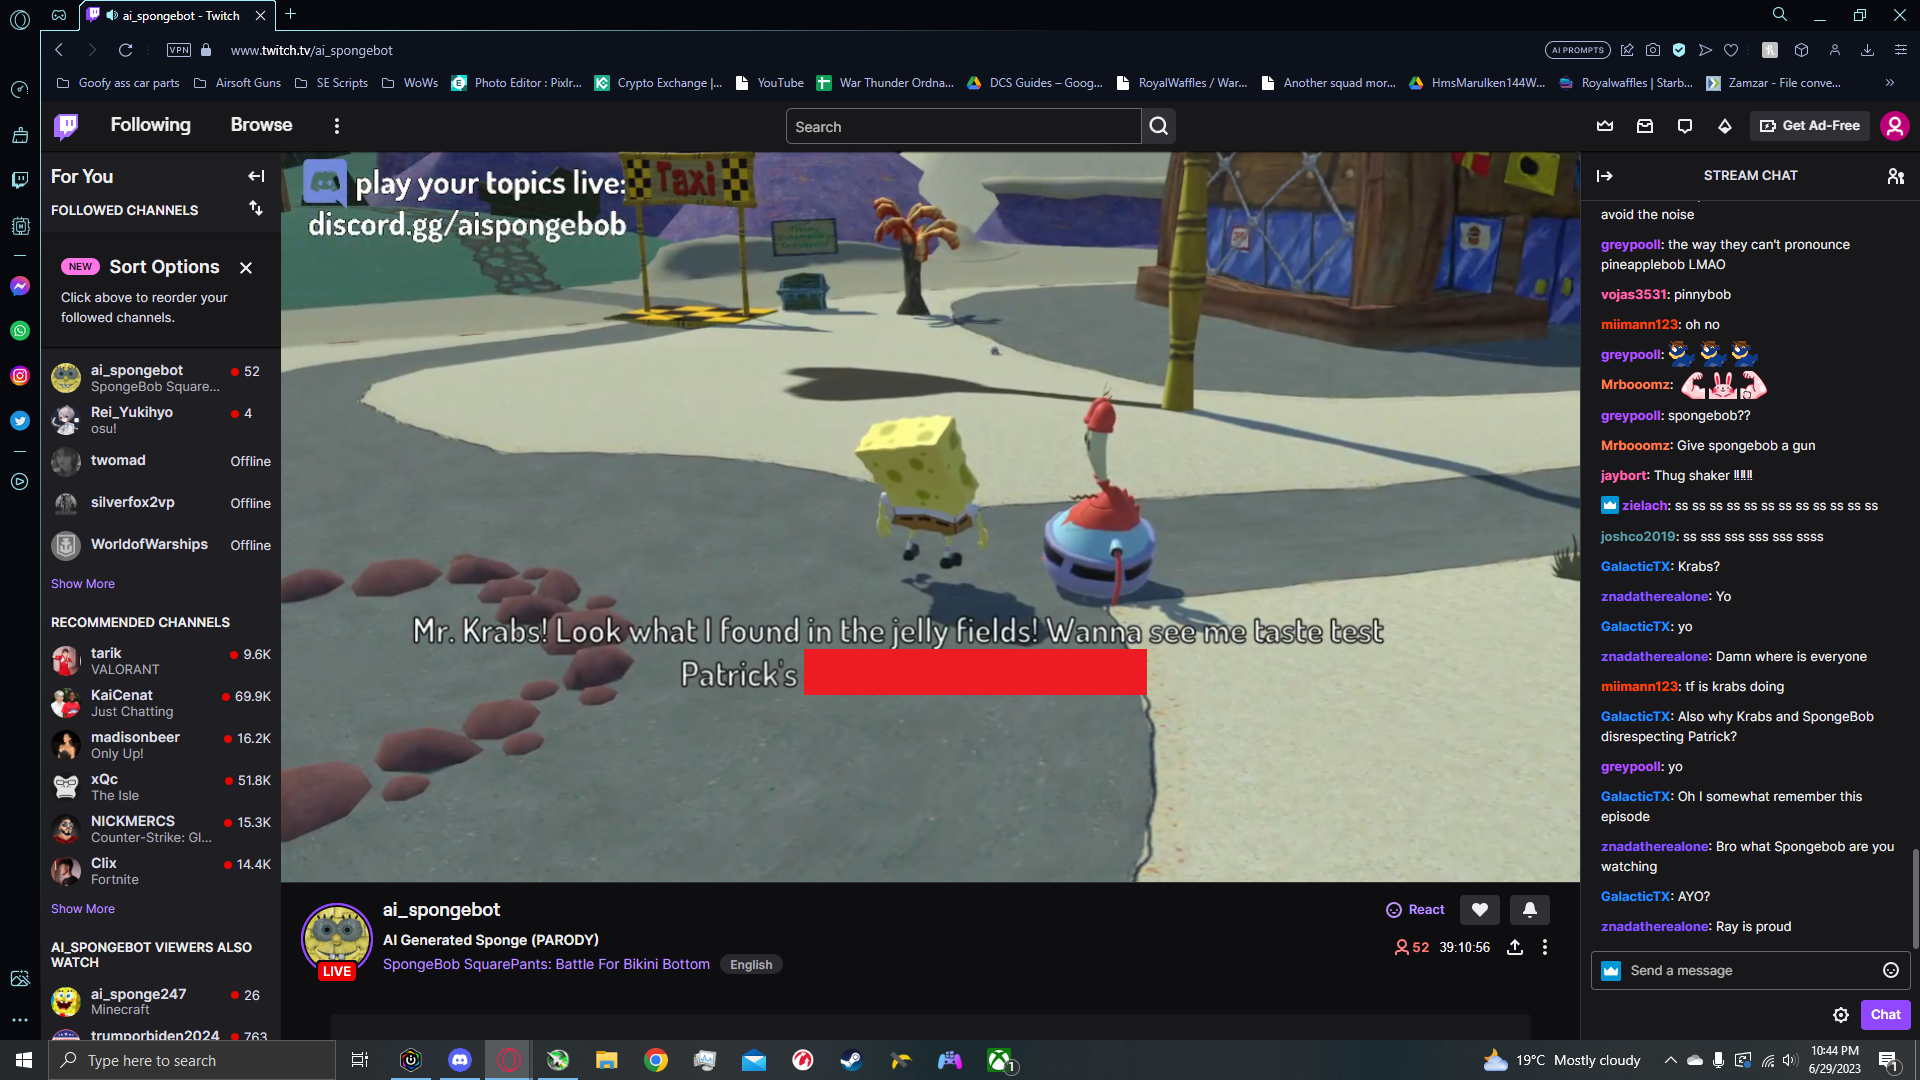 ai_spongebot - Twitch
VPN
www.twitch.tv/ai_spongebot
AI PROMPTS
Goofy ass car parts
Airsoft Guns
SE Scripts
WoWs
Photo Editor : Pixlr...
Crypto Exchange |...
YouTube
War Thunder Ordna...
DCS Guides – Goog...
RoyalWaffles / War...
Another squad mor...
HmsMarulken144W...
Royalwaffles | Starb...
Zamzar - File conve...
Following
Browse
Search
Get Ad-Free
For You
FOLLOWED CHANNELS
NEW Sort Options
Click above to reorder your
followed channels.
ai_spongebot 52
SpongeBob Square...
Rei_Yukihyo 4
osu!
twomad Offline
silverfox2vp Offline
WorldofWarships Offline
Show More
RECOMMENDED CHANNELS
tarik 9.6K
VALORANT
KaiCenat 69.9K
Just Chatting
madisonbeer 16.2K
Only Up!
xQc 51.8K
The Isle
NICKMERCS 15.3K
Counter-Strike: Gl...
Clix 14.4K
Fortnite
Show More
AI_SPONGEBOT VIEWERS ALSO
WATCH
ai_sponge247 26
Minecraft
trumporbiden2024 763
play your topics live:
discord.gg/aispongebob
Taxi
Mr. Krabs! Look what I found in the jelly fields! Wanna see me taste test
Patrick's
LIVE
ai_spongebot
AI Generated Sponge (PARODY)
SpongeBob SquarePants: Battle For Bikini Bottom
English
React
52
39:10:56
STREAM CHAT
avoid the noise
greypooll: the way they can't pronounce
pineapplebob LMAO
vojas3531: pinnybob
miimann123: oh no
greypooll:
Mrbooomz:
greypooll: spongebob??
Mrbooomz: Give spongebob a gun
jaybort: Thug shaker !!!!!!!
zielach: ss ss ss ss ss ss ss ss ss ss ss ss
joshco2019: ss sss sss sss sss ssss
GalacticTX: Krabs?
znadatherealone: Yo
GalacticTX: yo
znadatherealone: Damn where is everyone
miimann123: tf is krabs doing
GalacticTX: Also why Krabs and SpongeBob
disrespecting Patrick?
greypooll: yo
GalacticTX: Oh I somewhat remember this
episode
znadatherealone: Bro what Spongebob are you
watching
GalacticTX: AYO?
znadatherealone: Ray is proud
Send a message
Chat
Type here to search
1
19°C Mostly cloudy
10:44 PM
6/29/2023
1